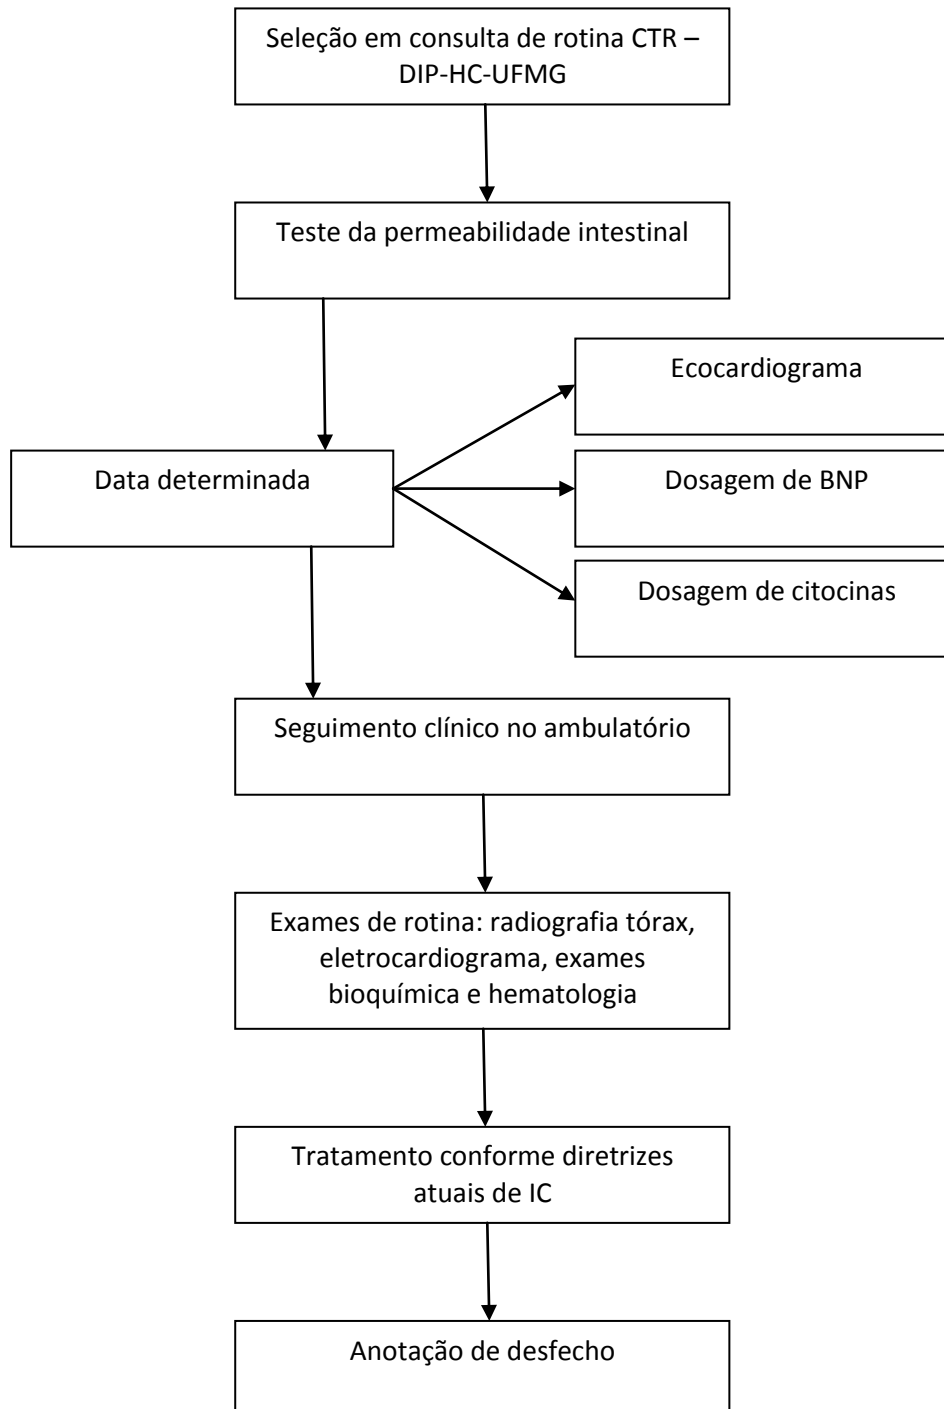 Seleção em consulta de rotina CTR –
DIP-HC-UFMG
Teste da permeabilidade intestinal
Ecocardiograma
Data determinada
Dosagem de BNP
Dosagem de citocinas
Seguimento clínico no ambulatório
Exames de rotina: radiografia tórax,
eletrocardiograma, exames
bioquímica e hematologia
Tratamento conforme diretrizes
atuais de IC
Anotação de desfecho